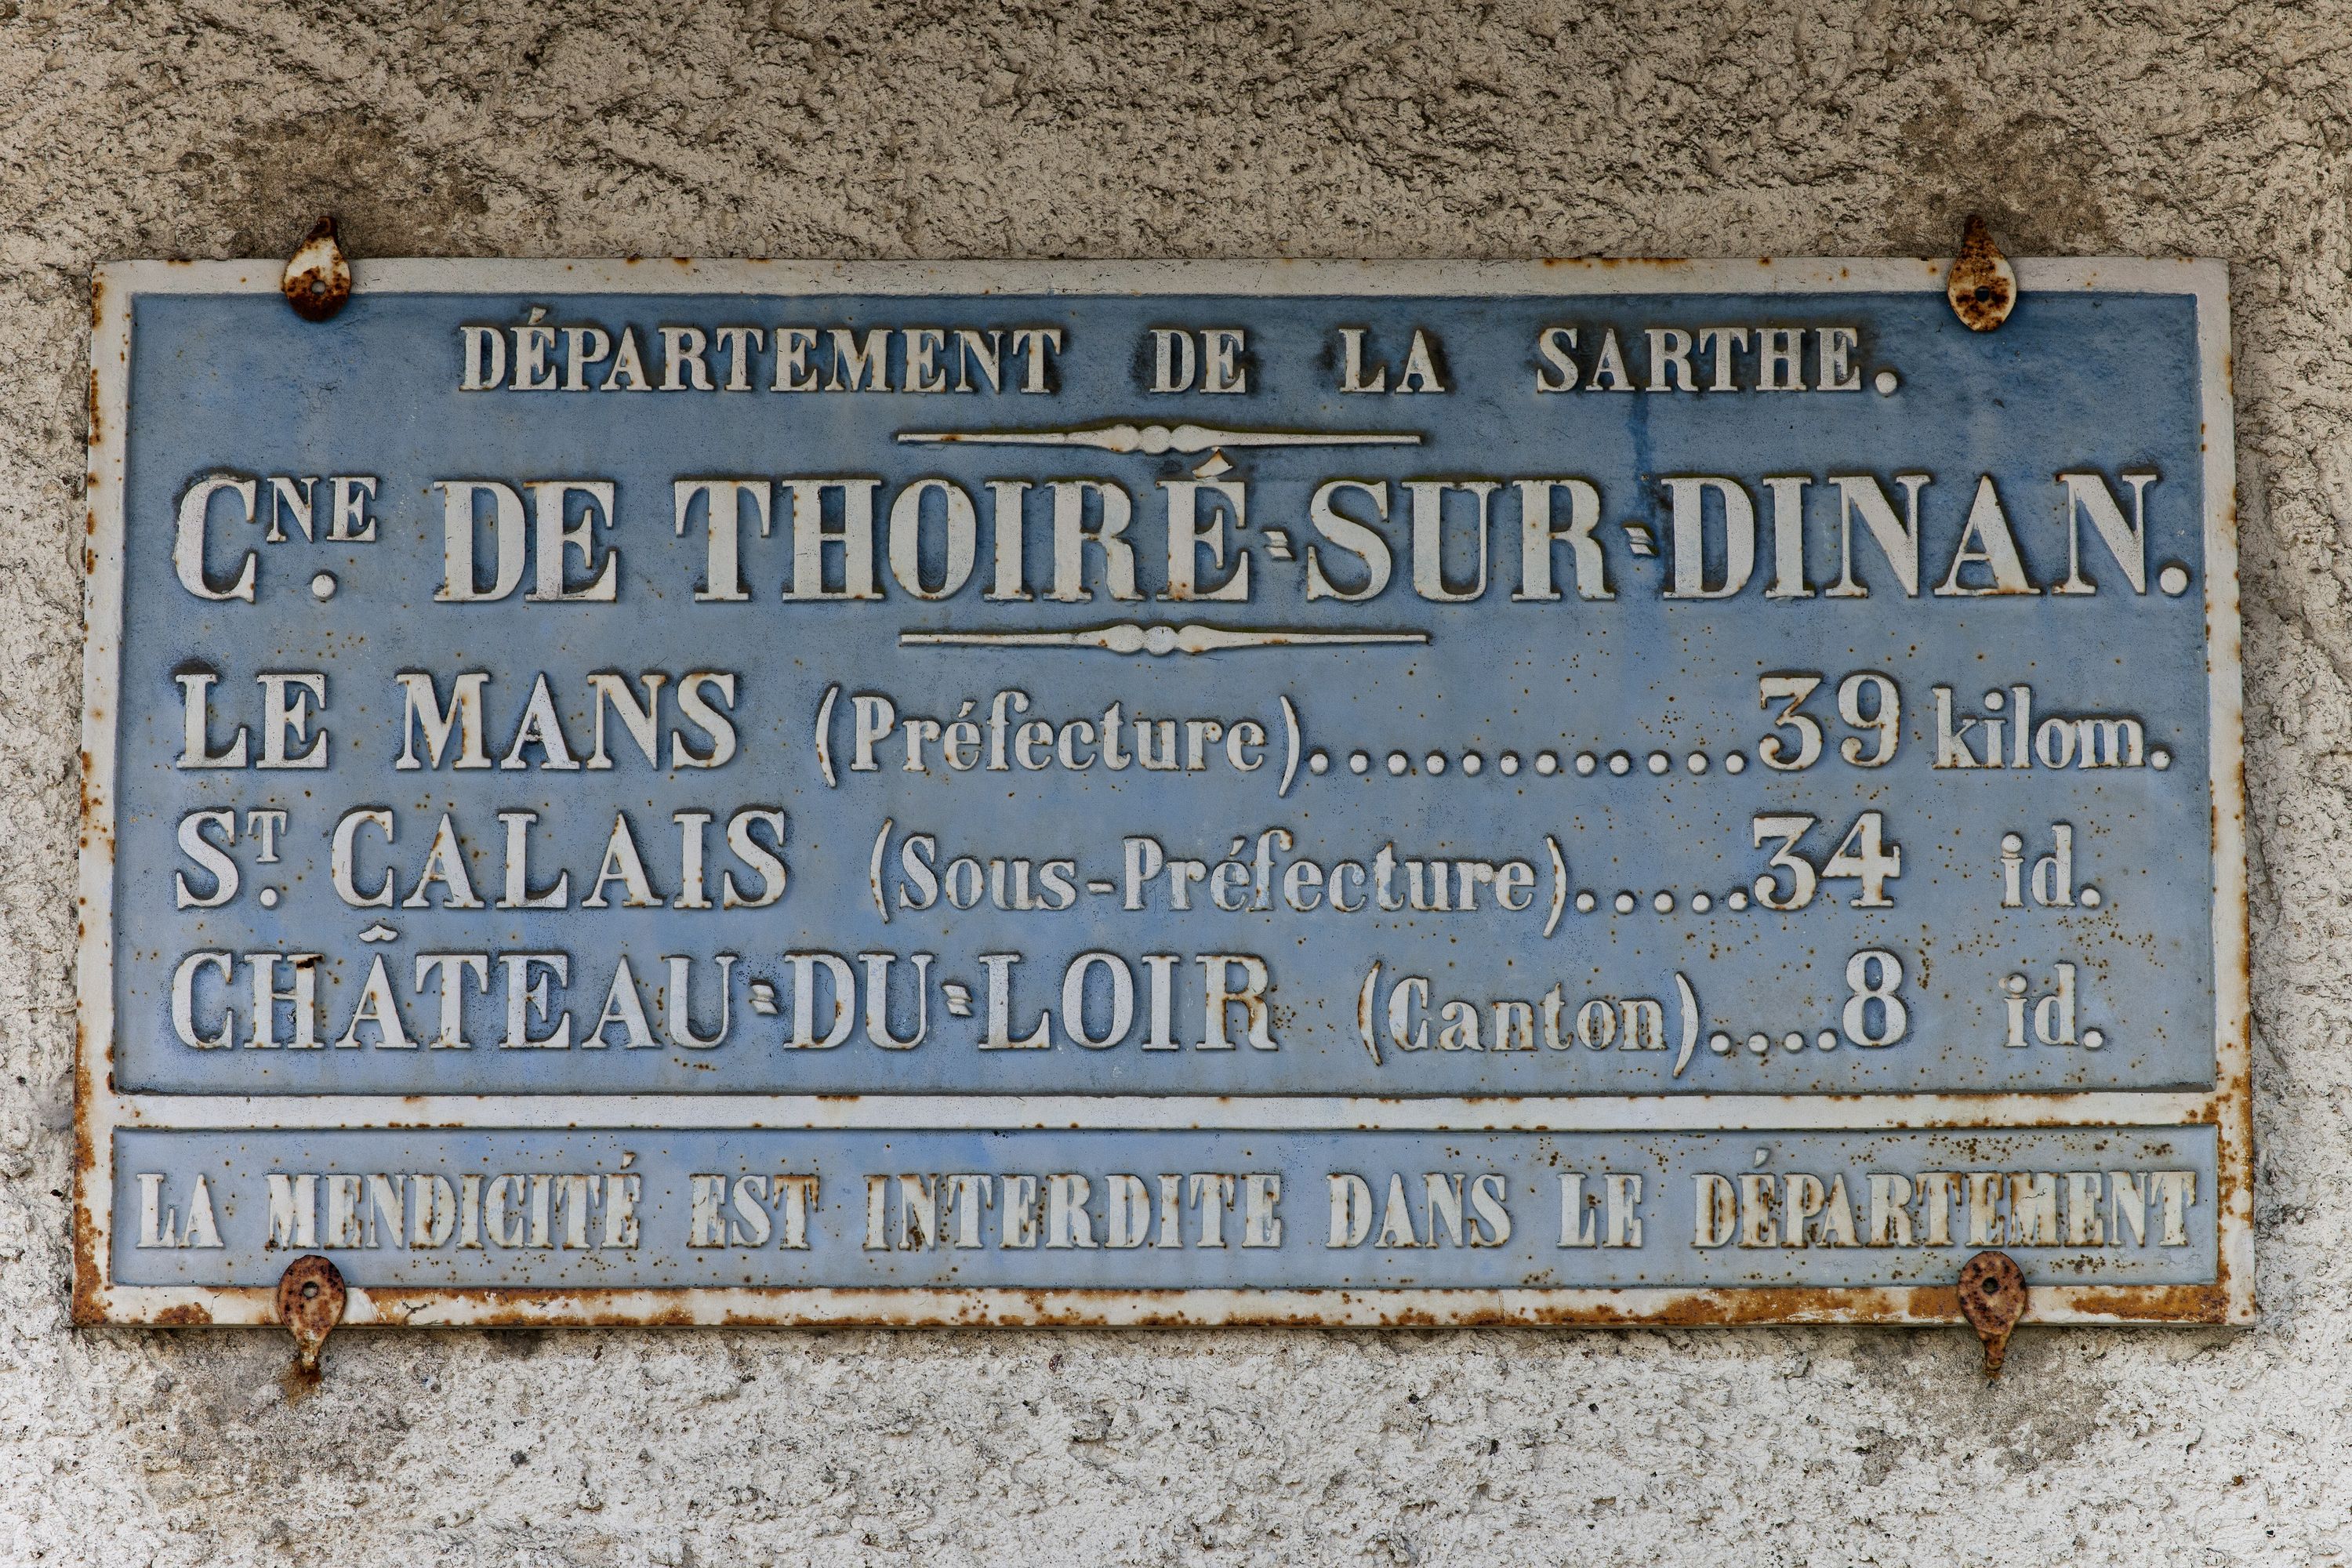 DÉPARTEMENT DE LA SARTHE.
CNE. DE THOIRÉ-SUR-DINAN.
LE MANS (Préfecture)............39 kilom.
ST. CALAIS (Sous-Préfecture).....34 id.
CHÂTEAU-DU-LOIR (Canton)....8 id.
LA MENDICITÉ EST INTERDITE DANS LE DÉPARTEMENT